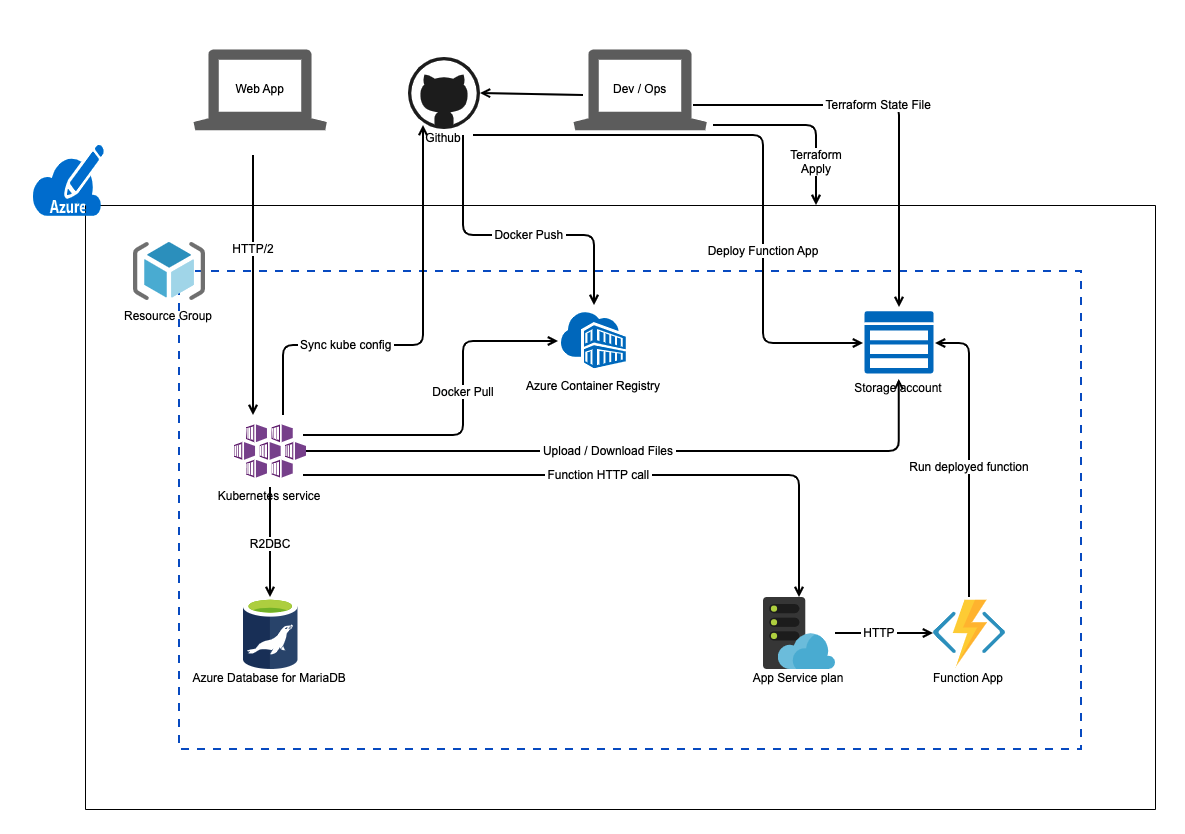 Web App
Dev / Ops
Github
Terraform State File
Terraform
Apply
Azure
Docker Push
HTTP/2
Deploy Function App
Resource Group
Sync kube config
Docker Pull
Azure Container Registry
Storage account
Upload / Download Files
Run deployed function
Function HTTP call
Kubernetes service
R2DBC
HTTP
Azure Database for MariaDB
App Service plan
Function App